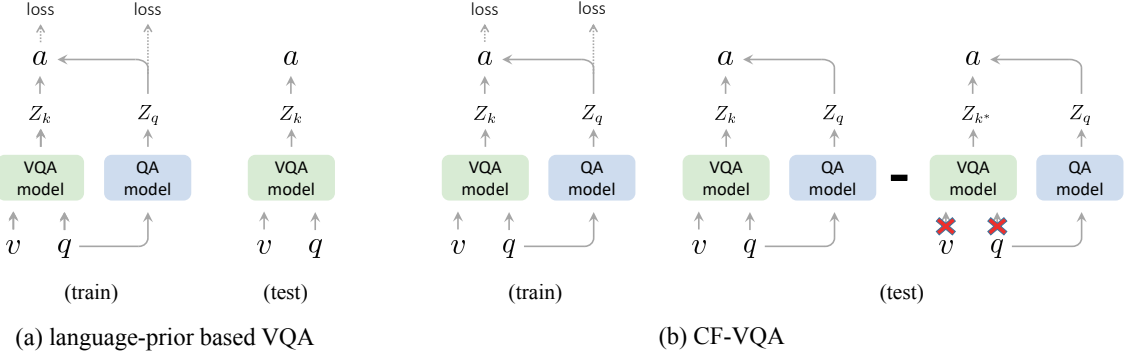 loss loss loss loss
a a a a a
Z_k Z_q Z_k Z_k Z_q Z_k Z_q Z_{k*} Z_q
VQA model QA model VQA model VQA model QA model VQA model QA model - VQA model QA model
v q v q v q v q v q
(train) (test) (train) (test)
(a) language-prior based VQA (b) CF-VQA